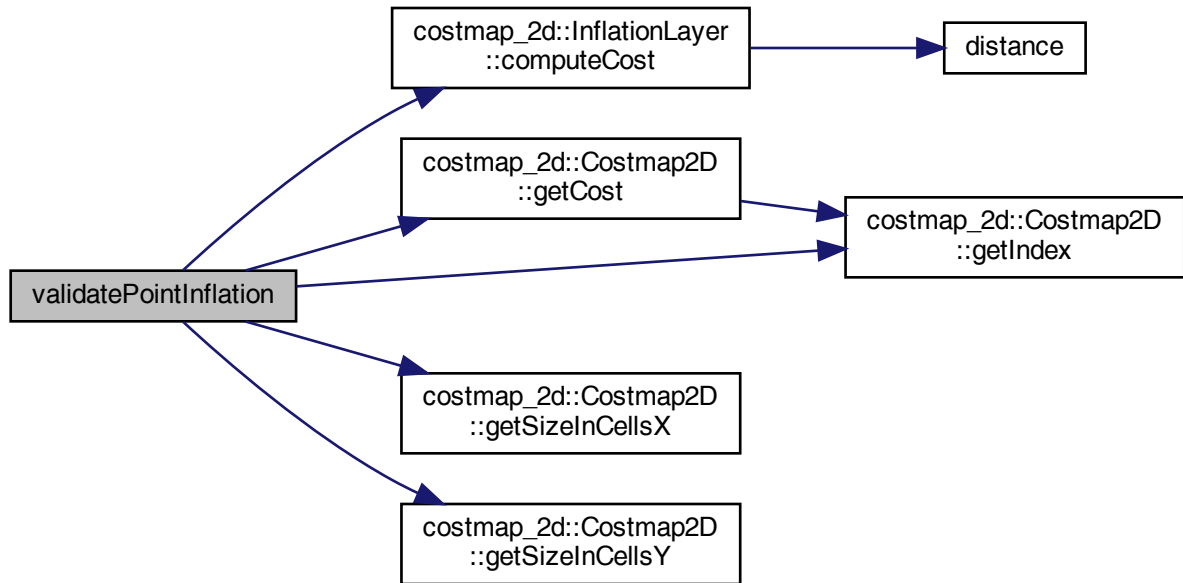 costmap_2d::InflationLayer
::computeCost
distance
costmap_2d::Costmap2D
::getCost
costmap_2d::Costmap2D
::getIndex
validatePointInflation
costmap_2d::Costmap2D
::getSizeInCellsX
costmap_2d::Costmap2D
::getSizeInCellsY